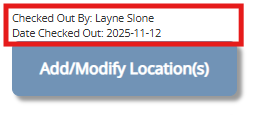 Checked Out By: Layne Slone
Date Checked Out: 2025-11-12
Add/Modify Location(s)